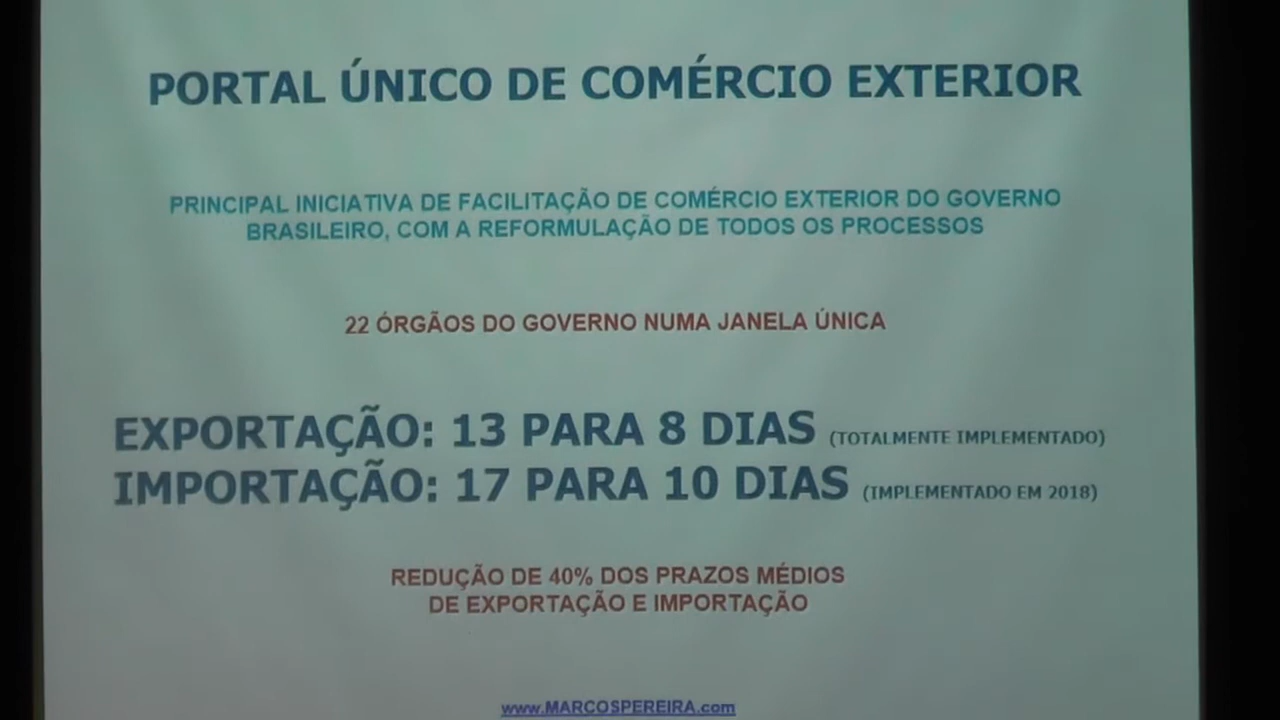 PORTAL ÚNICO DE COMÉRCIO EXTERIOR
PRINCIPAL INICIATIVA DE FACILITAÇÃO DE COMÉRCIO EXTERIOR DO GOVERNO
BRASILEIRO, COM A REFORMULAÇÃO DE TODOS OS PROCESSOS
22 ÓRGÃOS DO GOVERNO NUMA JANELA ÚNICA
EXPORTAÇÃO: 13 PARA 8 DIAS (TOTALMENTE IMPLEMENTADO)
IMPORTAÇÃO: 17 PARA 10 DIAS (IMPLEMENTADO EM 2018)
REDUÇÃO DE 40% DOS PRAZOS MÉDIOS
DE EXPORTAÇÃO E IMPORTAÇÃO
www.MARCOSPEREIRA.com